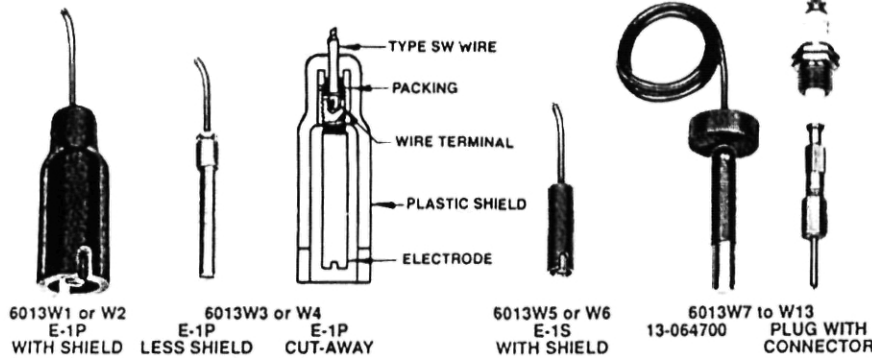 TYPE SW WIRE
PACKING
WIRE TERMINAL
PLASTIC SHIELD
ELECTRODE
6013W1 or W2
E-1P
WITH SHIELD
6013W3 or W4
E-1P
LESS SHIELD
E-1P
CUT-AWAY
6013W5 or W6
E-1S
WITH SHIELD
6013W7 to W13
13-064700
PLUG WITH
CONNECTOR